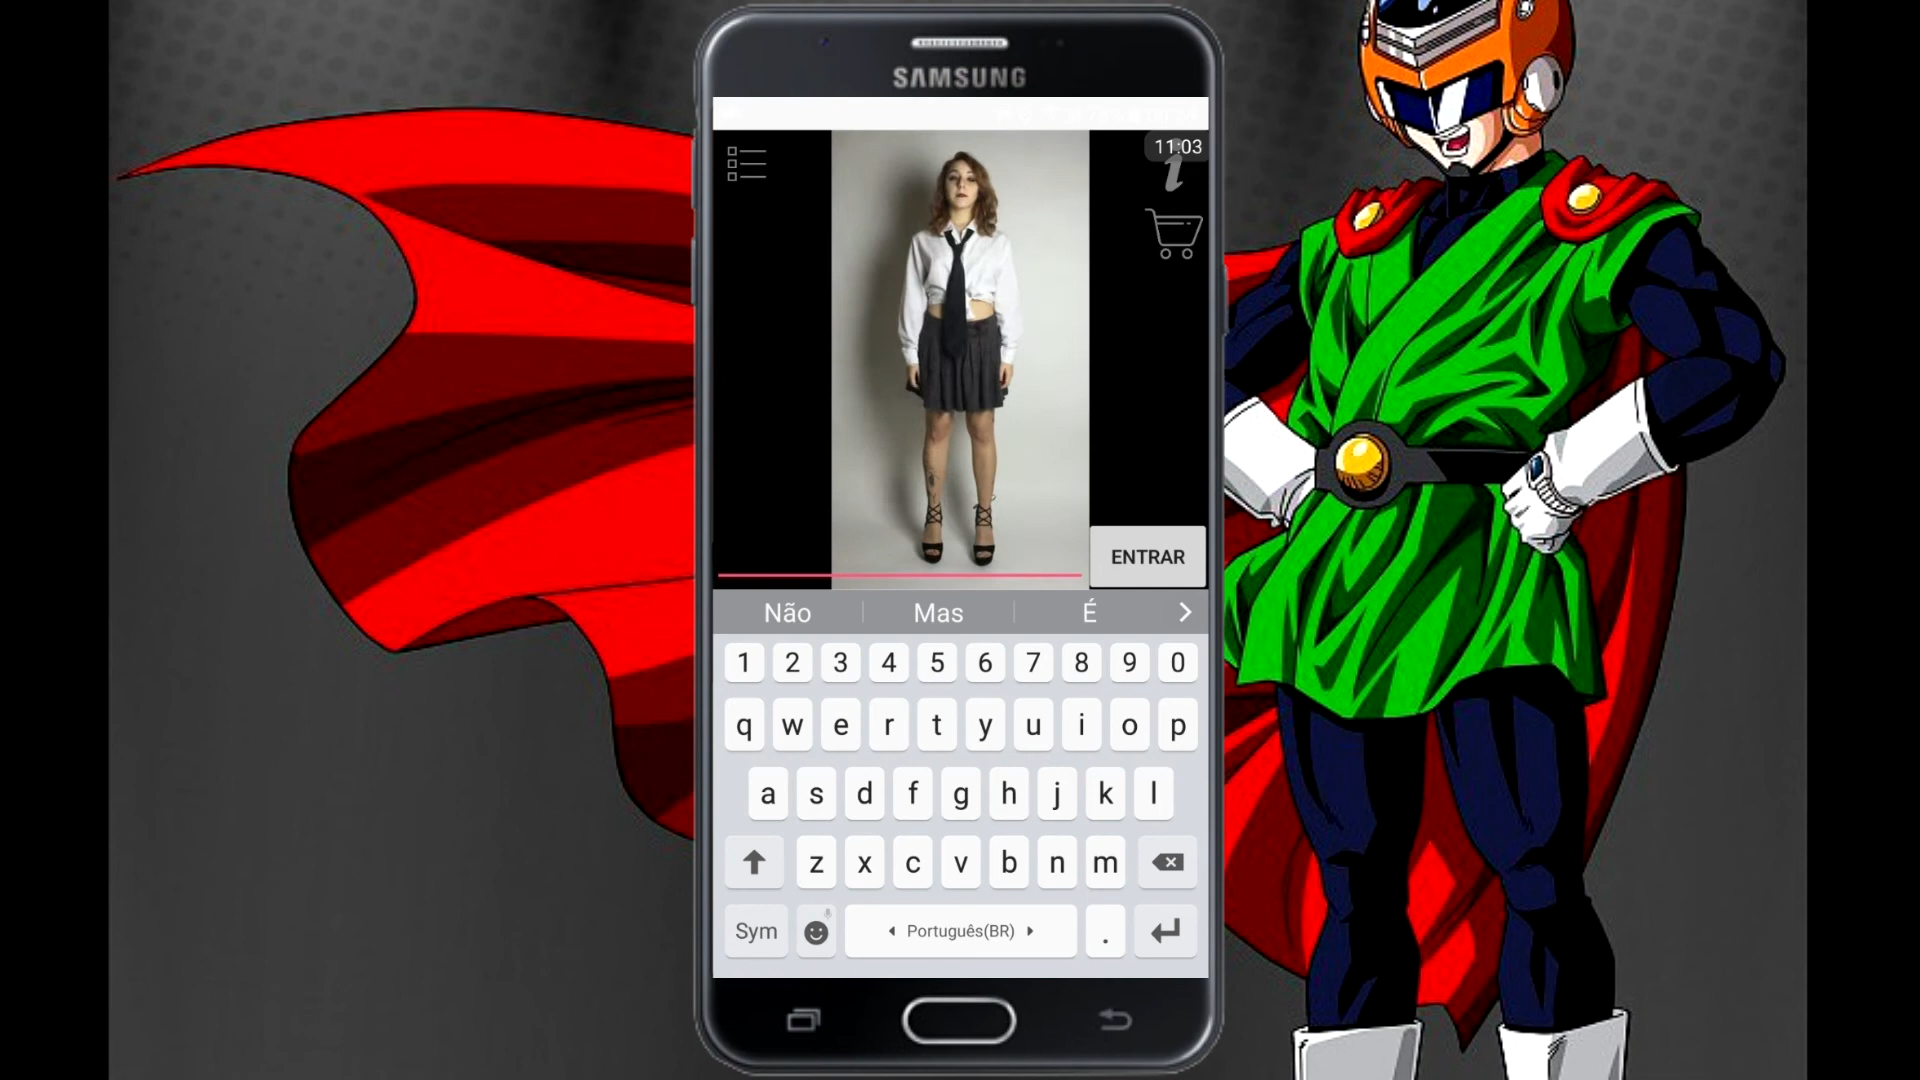 SAMSUNG
11:03
i
ENTRAR
Não Mas É
1 2 3 4 5 6 7 8 9 0
q w e r t y u i o p
a s d f g h j k l
z x c v b n m
Sym Português(BR) .